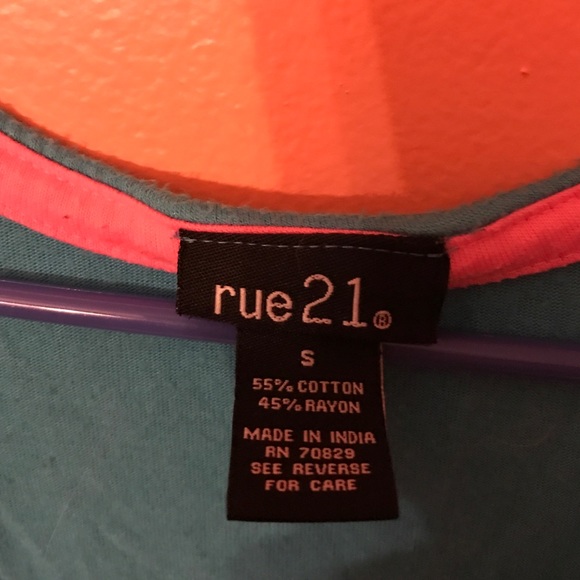 rue21®
S
55% COTTON
45% RAYON
MADE IN INDIA
RN 70829
SEE REVERSE
FOR CARE